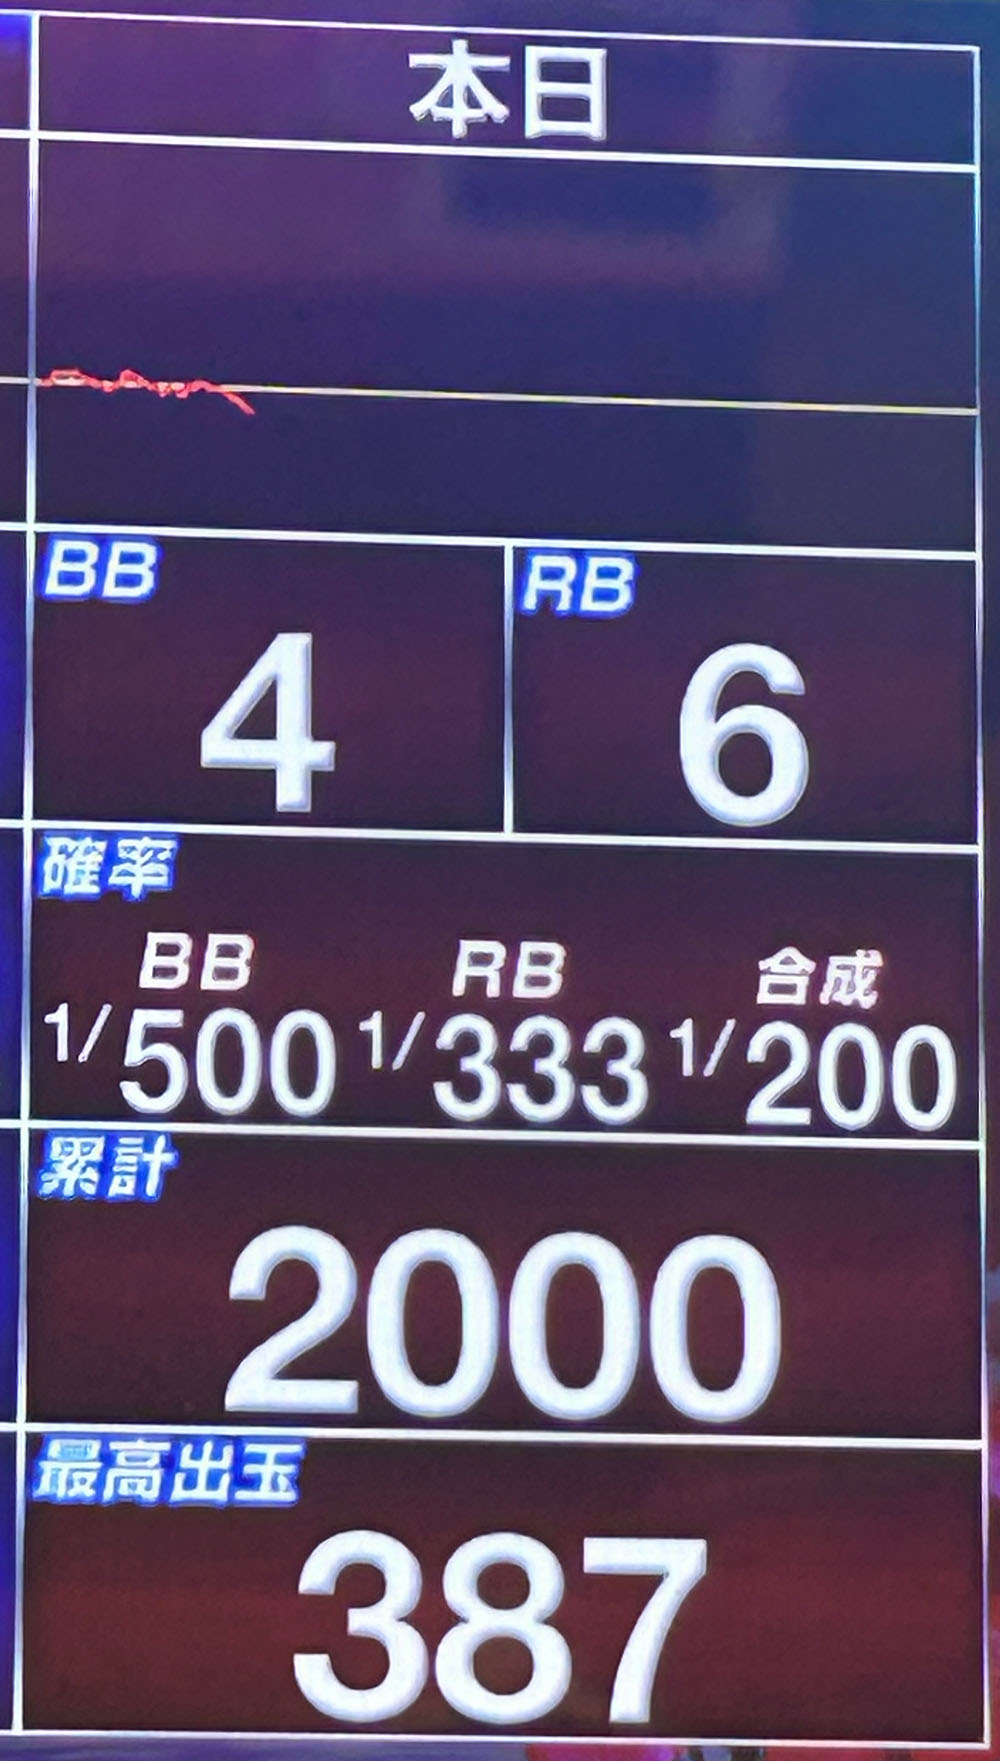 本日
BB RB
4 6
確率
BB RB 合成
1/500 1/333 1/200
累計
2000
最高出玉
387